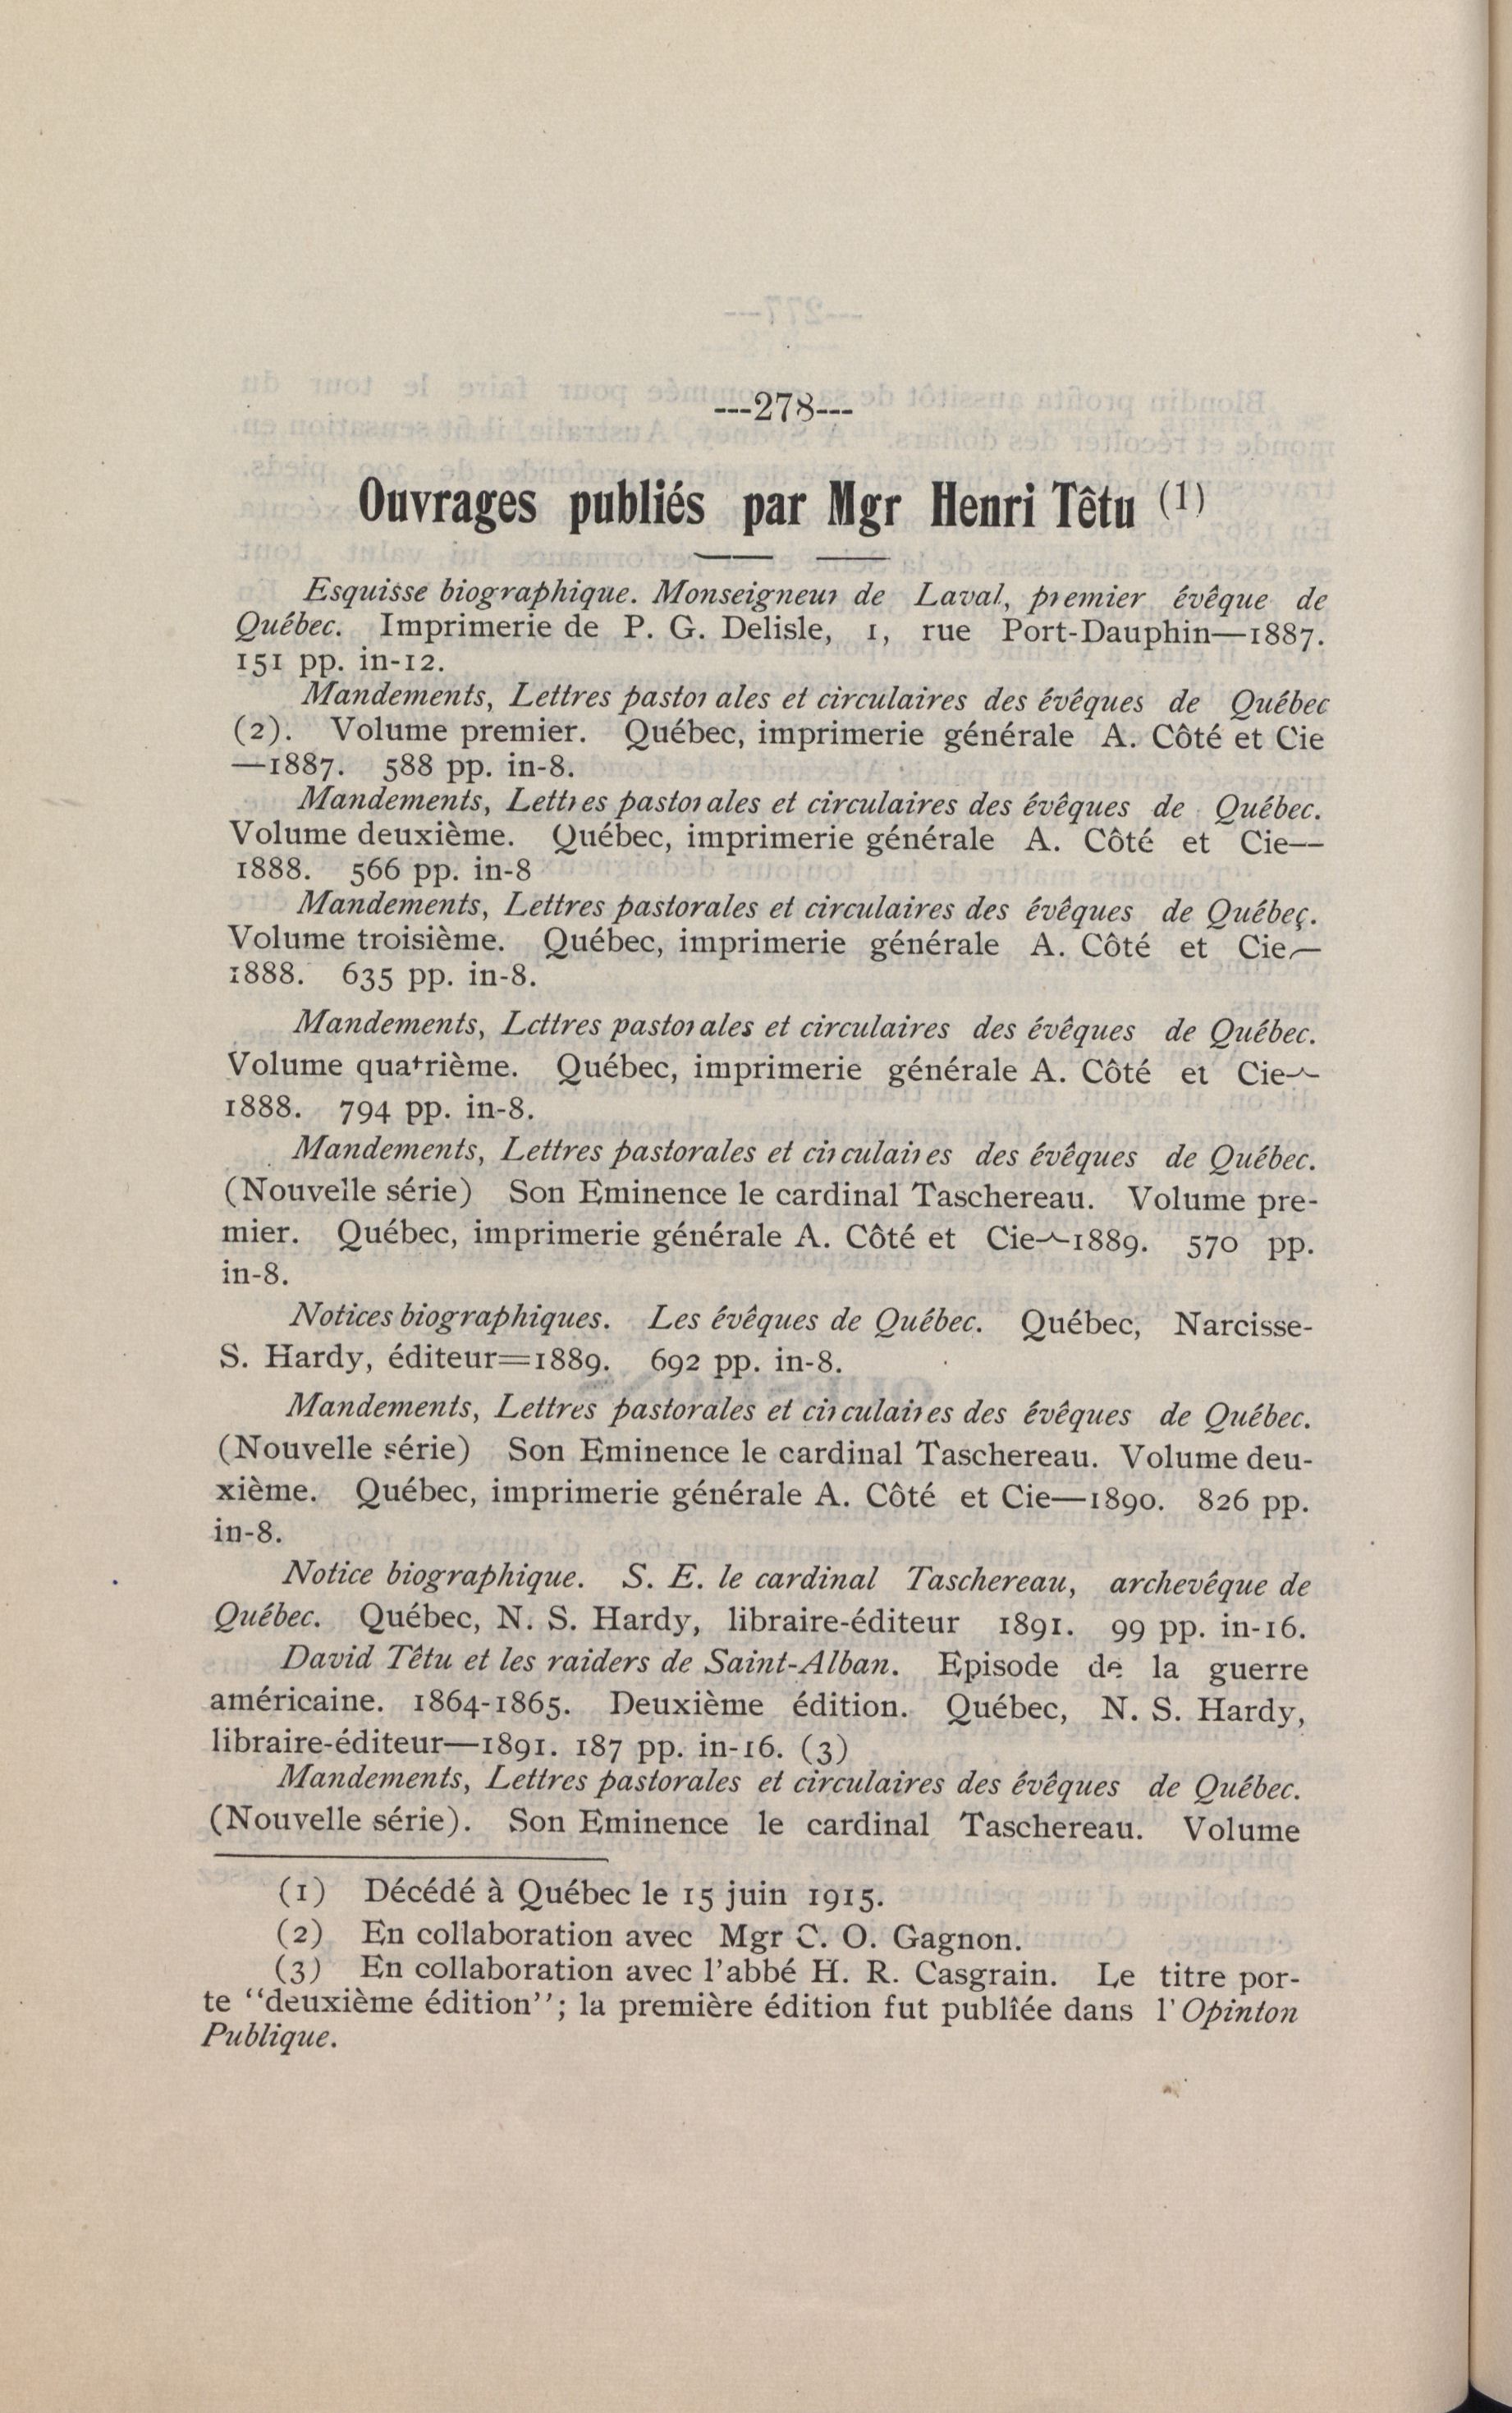 ---278---
Ouvrages publiés par Mgr Henri Têtu (1)
Esquisse biographique. Monseigneur de Laval, premier évêque de
Québec. Imprimerie de P. G. Delisle, 1, rue Port-Dauphin—1887.
151 pp. in-12.
Mandements, Lettres pastorales et circulaires des évêques de Québec
(2). Volume premier. Québec, imprimerie générale A. Côté et Cie
—1887. 588 pp. in-8.
Mandements, Lettres pastorales et circulaires des évêques de Québec.
Volume deuxième. Québec, imprimerie générale A. Côté et Cie—
1888. 566 pp. in-8
Mandements, Lettres pastorales et circulaires des évêques de Québec.
Volume troisième. Québec, imprimerie générale A. Côté et Cie—
1888. 635 pp. in-8.
Mandements, Lettres pastorales et circulaires des évêques de Québec.
Volume quatrième. Québec, imprimerie générale A. Côté et Cie—
1888. 794 pp. in-8.
Mandements, Lettres pastorales et circulaires des évêques de Québec.
(Nouvelle série) Son Eminence le cardinal Taschereau. Volume pre-
mier. Québec, imprimerie générale A. Côté et Cie—1889. 570 pp.
in-8.
Notices biographiques. Les évêques de Québec. Québec, Narcisse-
S. Hardy, éditeur=1889. 692 pp. in-8.
Mandements, Lettres pastorales et circulaires des évêques de Québec.
(Nouvelle série) Son Eminence le cardinal Taschereau. Volume deu-
xième. Québec, imprimerie générale A. Côté et Cie—1890. 826 pp.
in-8.
Notice biographique. S. E. le cardinal Taschereau, archevêque de
Québec. Québec, N. S. Hardy, libraire-éditeur 1891. 99 pp. in-16.
David Têtu et les raiders de Saint-Alban. Episode de la guerre
américaine. 1864-1865. Deuxième édition. Québec, N. S. Hardy,
libraire-éditeur—1891. 187 pp. in-16. (3)
Mandements, Lettres pastorales et circulaires des évêques de Québec.
(Nouvelle série). Son Eminence le cardinal Taschereau. Volume
(1) Décédé à Québec le 15 juin 1915.
(2) En collaboration avec Mgr C. O. Gagnon.
(3) En collaboration avec l'abbé H. R. Casgrain. Le titre por-
te "deuxième édition"; la première édition fut publîée dans l'Opinton
Publique.